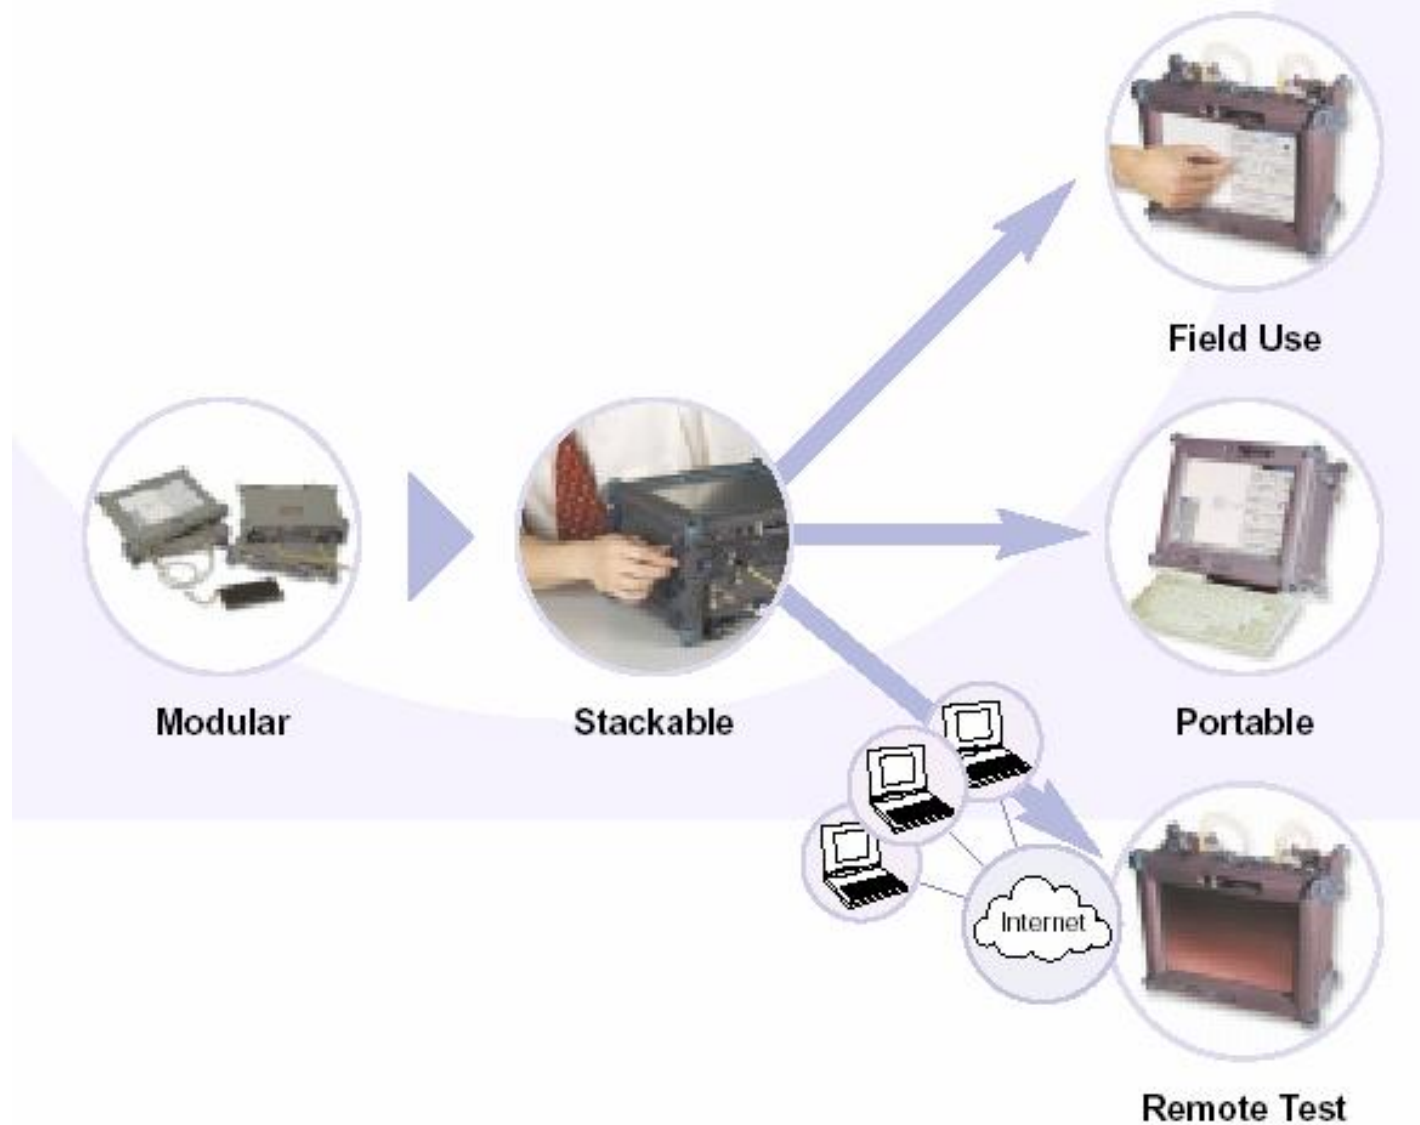 Field Use
Modular
Stackable
Portable
Internet
Remote Test